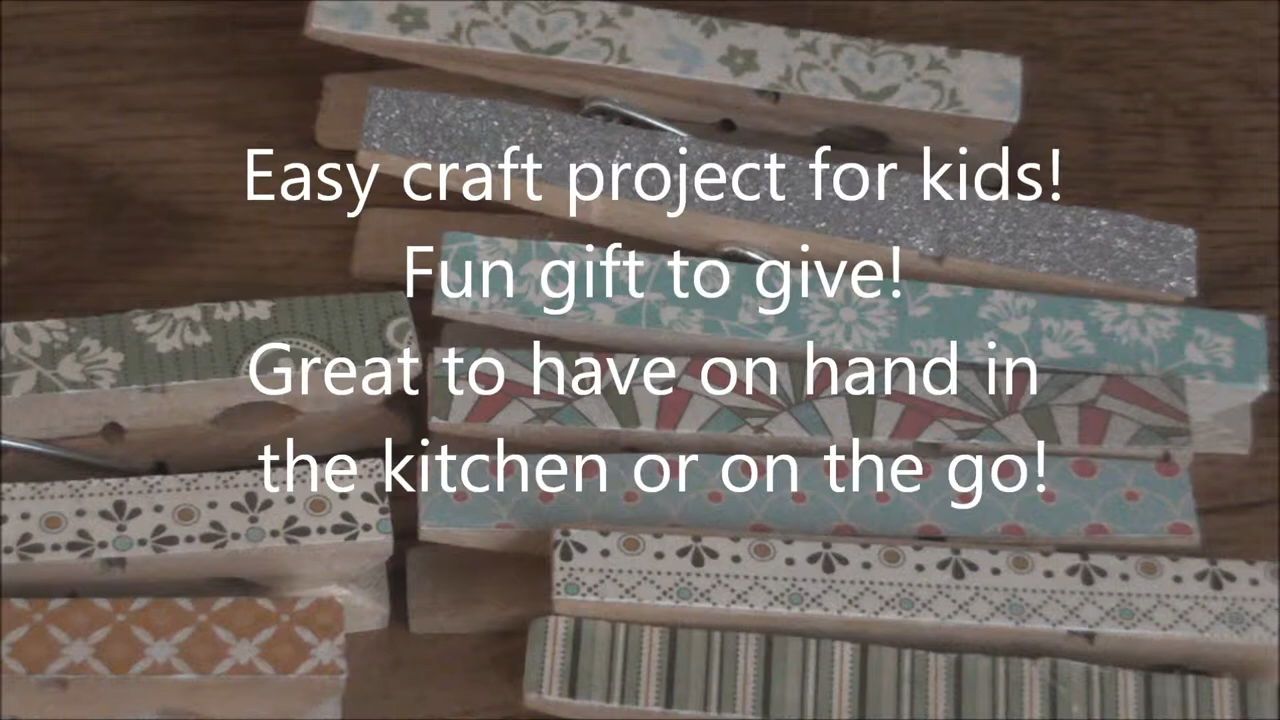 Easy craft project for kids!
Fun gift to give!
Great to have on hand in
the kitchen or on the go!